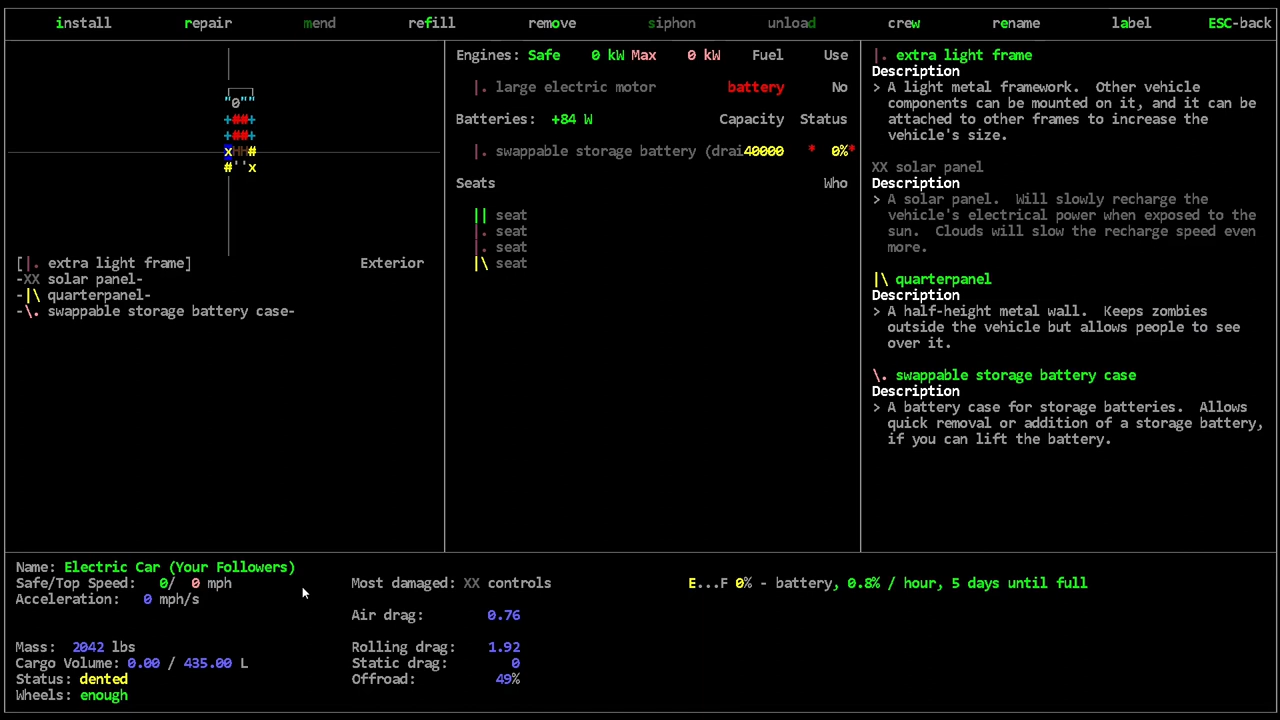 install repair mend refill remove siphon unload crew rename label ESC-back
"0""
+##+
+##+
xHH#
#''x
[|. extra light frame] Exterior
-XX solar panel-
-|\ quarterpanel-
-\. swappable storage battery case-
Engines: Safe 0 kW Max 0 kW Fuel Use
|. large electric motor battery No
Batteries: +84 W Capacity Status
|. swappable storage battery (drai40000 * 0%*
Seats Who
|| seat
|. seat
|. seat
|\ seat
|. extra light frame
Description
> A light metal framework. Other vehicle
components can be mounted on it, and it can be
attached to other frames to increase the
vehicle's size.
XX solar panel
Description
> A solar panel. Will slowly recharge the
vehicle's electrical power when exposed to the
sun. Clouds will slow the recharge speed even
more.
|\ quarterpanel
Description
> A half-height metal wall. Keeps zombies
outside the vehicle but allows people to see
over it.
\. swappable storage battery case
Description
> A battery case for storage batteries. Allows
quick removal or addition of a storage battery,
if you can lift the battery.
Name: Electric Car (Your Followers)
Safe/Top Speed: 0/ 0 mph
Acceleration: 0 mph/s
Mass: 2042 lbs
Cargo Volume: 0.00 / 435.00 L
Status: dented
Wheels: enough
Most damaged: XX controls
Air drag: 0.76
Rolling drag: 1.92
Static drag: 0
Offroad: 49%
E...F 0% - battery, 0.8% / hour, 5 days until full